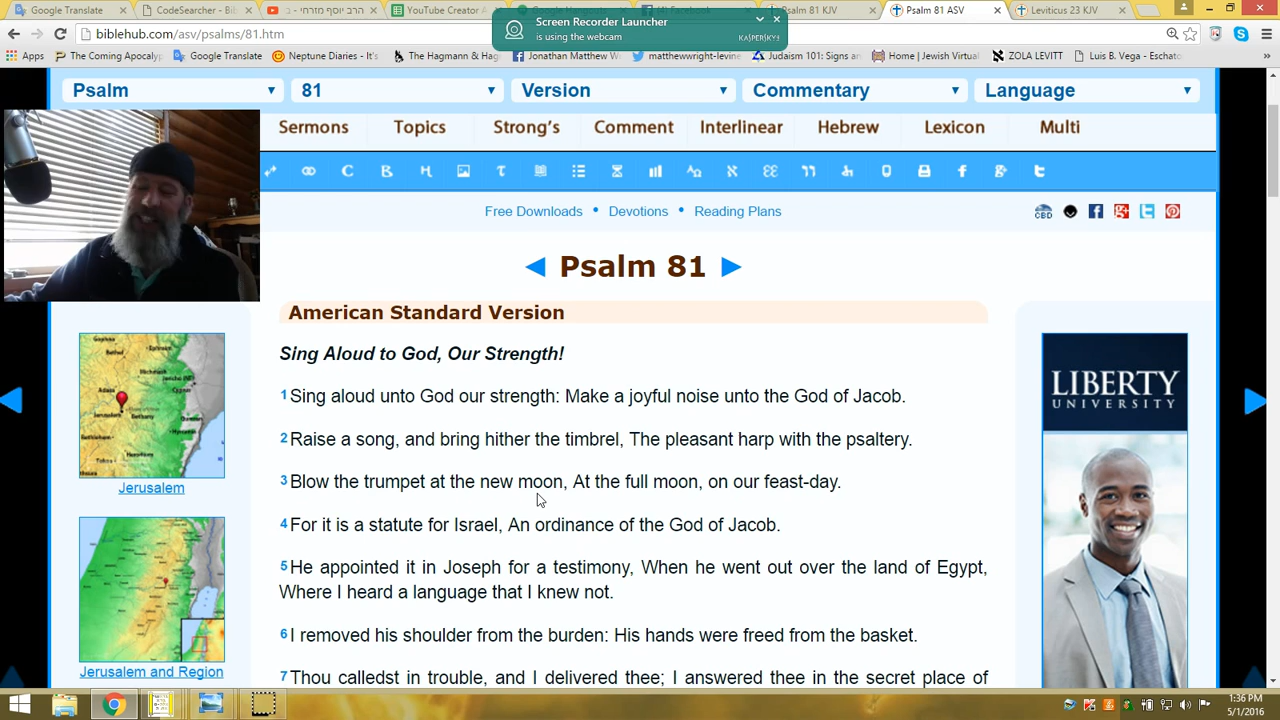 Google Translate
CodeSearcher - Bib
הרב יוסף מזרחי - ג
YouTube Creator A
81 KJV
Psalm 81 ASV
Leviticus 23 KJV
Screen Recorder Launcher
is using the webcam
KASPERSKY
biblehub.com/asv/psalms/81.htm
The Coming Apocalyp
Google Translate
Neptune Diaries - It's
The Hagmann & Hag
Jonathan Matthew W
matthewwright-levine
Judaism 101: Signs an
Home | Jewish Virtual
ZOLA LEVITT
Luis B. Vega - Eschato
Psalm
81
Version
Commentary
Language
Sermons Topics Strong's Comment Interlinear Hebrew Lexicon Multi
Free Downloads • Devotions • Reading Plans
CBD
Psalm 81
American Standard Version
Sing Aloud to God, Our Strength!
1 Sing aloud unto God our strength: Make a joyful noise unto the God of Jacob.
2 Raise a song, and bring hither the timbrel, The pleasant harp with the psaltery.
3 Blow the trumpet at the new moon, At the full moon, on our feast-day.
4 For it is a statute for Israel, An ordinance of the God of Jacob.
5 He appointed it in Joseph for a testimony, When he went out over the land of Egypt,
Where I heard a language that I knew not.
6 I removed his shoulder from the burden: His hands were freed from the basket.
7 Thou calledst in trouble, and I delivered thee; I answered thee in the secret place of
Jerusalem
Jerusalem and Region
LIBERTY
UNIVERSITY
1:36 PM
5/1/2016